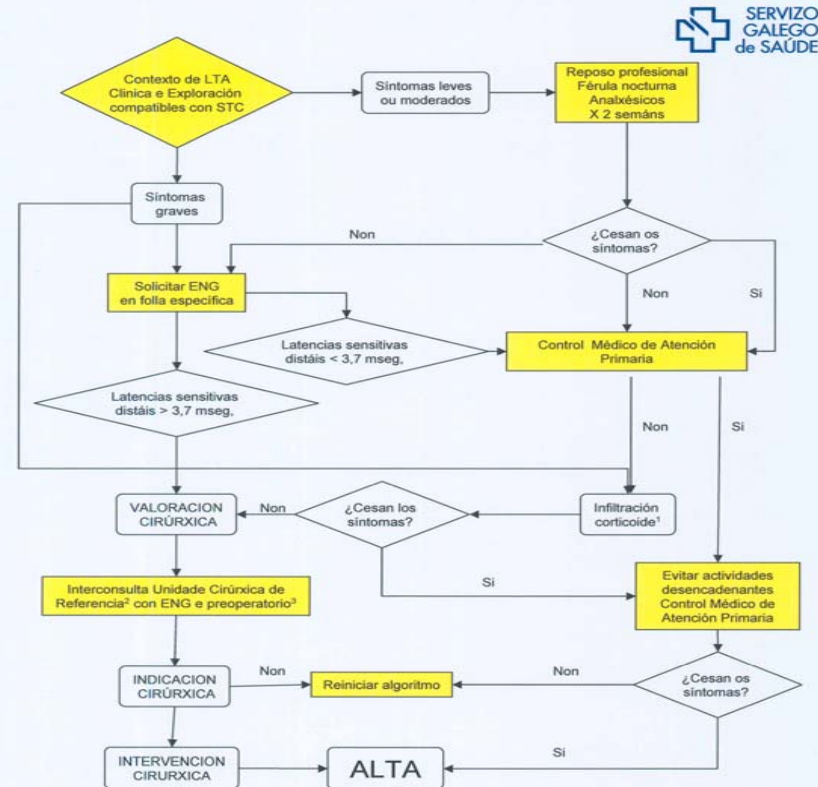 SERVIZO
GALEGO
de SAÚDE
Contexto de LTA
Clinica e Exploración
compatibles con STC
Síntomas leves
ou moderados
Reposo profesional
Férula nocturna
Analxésicos
X 2 semáns
Síntomas
graves
Non
¿Cesan os
síntomas?
Solicitar ENG
en folla específica
Non
Si
Latencias sensitivas
distáis < 3,7 mseg,
Control Médico de Atención
Primaria
Latencias sensitivas
distáis > 3,7 mseg,
Non
Si
VALORACION
CIRÚRXICA
Non
¿Cesan los
síntomas?
Infiltración
corticoide¹
Si
Interconsulta Unidade Cirúrxica de
Referencia² con ENG e preoperatorio³
Evitar actividades
desencadenantes
Control Médico de
Atención Primaria
INDICACION
CIRÚRXICA
Non
Reiniciar algoritmo
Non
¿Cesan os
síntomas?
INTERVENCION
CIRURXICA
ALTA
Si